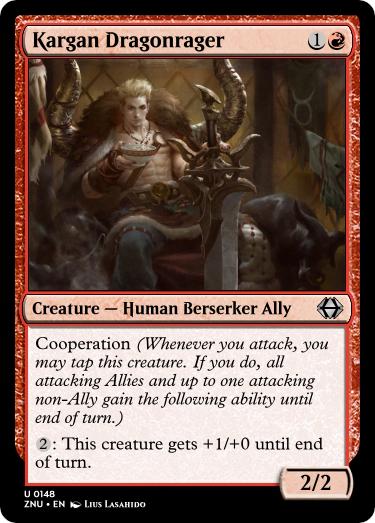 Kargan Dragonrager 1
Creature — Human Berserker Ally
Cooperation (Whenever you attack, you
may tap this creature. If you do, all
attacking Allies and up to one attacking
non-Ally gain the following ability until
end of turn.)
2: This creature gets +1/+0 until end
of turn.
2/2
U 0148
ZNU • EN Lius Lasahido